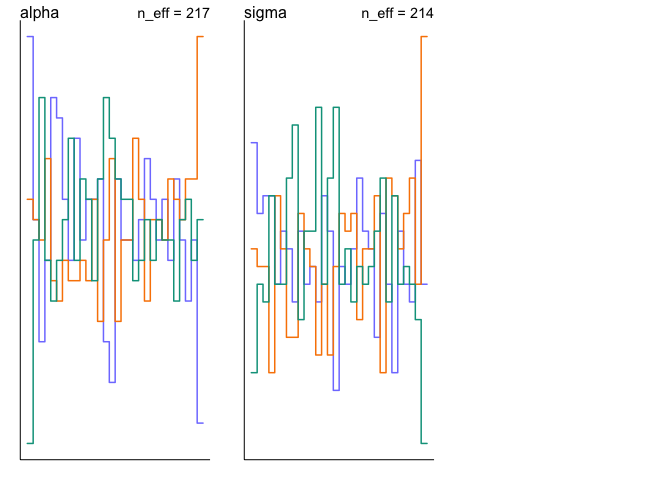 alpha n_eff = 217 sigma n_eff = 214